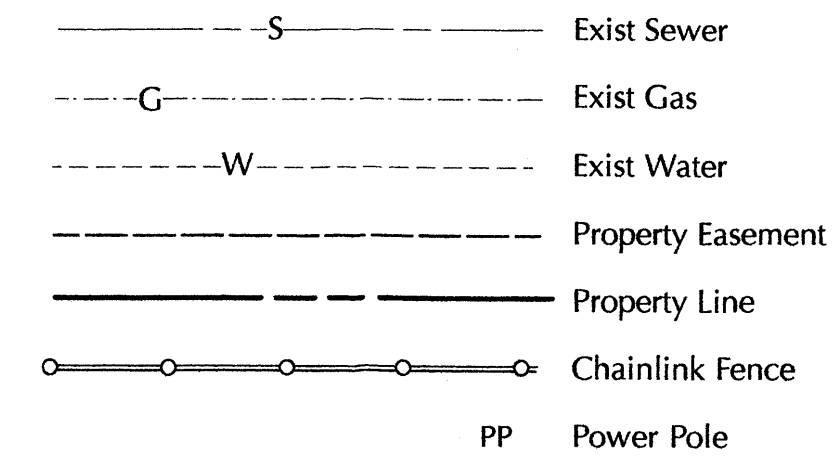 S Exist Sewer
G Exist Gas
W Exist Water
Property Easement
Property Line
Chainlink Fence
PP Power Pole